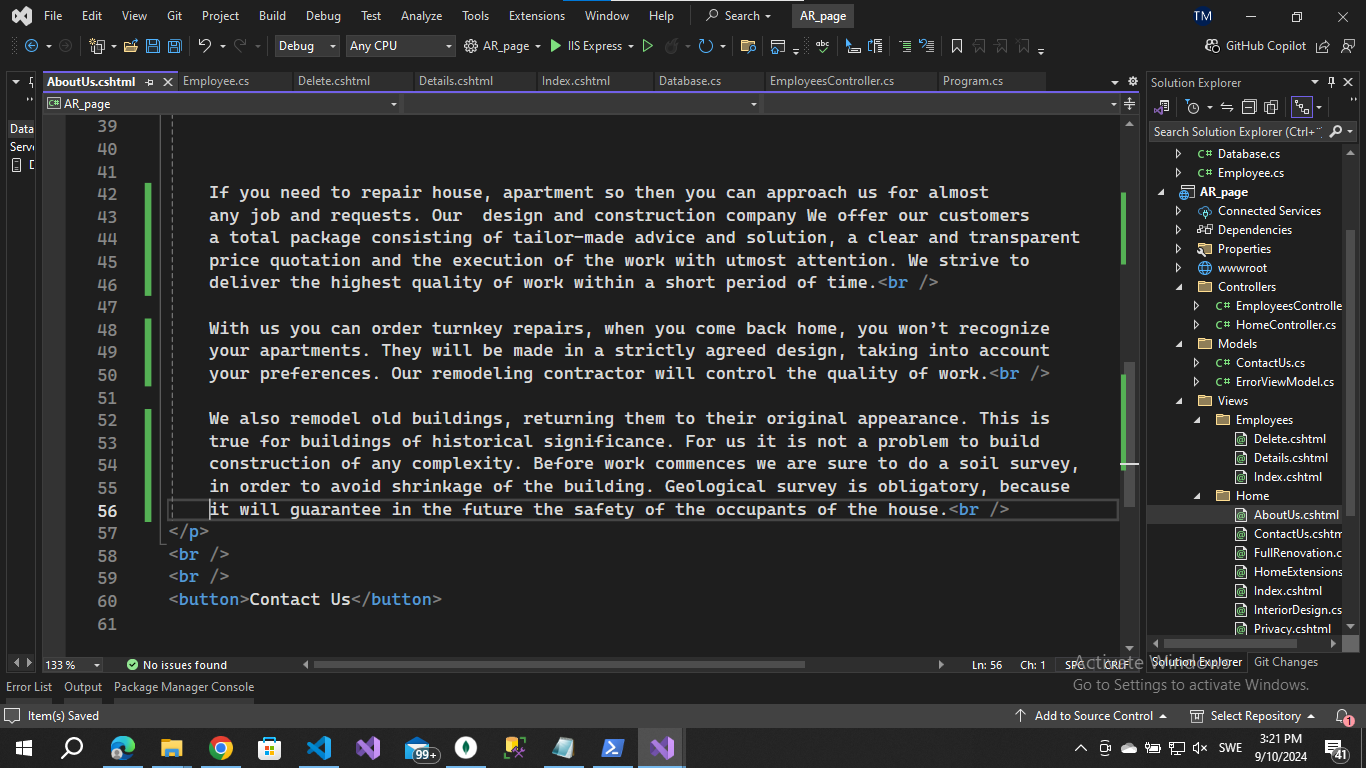 File Edit View Git Project Build Debug Test Analyze Tools Extensions Window Help Search AR_page TM
Debug Any CPU AR_page IIS Express GitHub Copilot
AboutUs.cshtml Employee.cs Delete.cshtml Details.cshtml Index.cshtml Database.cs EmployeesController.cs Program.cs
AR_page
Data
Serv
D
39
40
41
42 If you need to repair house, apartment so then you can approach us for almost
43 any job and requests. Our  design and construction company We offer our customers
44 a total package consisting of tailor-made advice and solution, a clear and transparent
45 price quotation and the execution of the work with utmost attention. We strive to
46 deliver the highest quality of work within a short period of time.<br />
47
48 With us you can order turnkey repairs, when you come back home, you won’t recognize
49 your apartments. They will be made in a strictly agreed design, taking into account
50 your preferences. Our remodeling contractor will control the quality of work.<br />
51
52 We also remodel old buildings, returning them to their original appearance. This is
53 true for buildings of historical significance. For us it is not a problem to build
54 construction of any complexity. Before work commences we are sure to do a soil survey,
55 in order to avoid shrinkage of the building. Geological survey is obligatory, because
56 it will guarantee in the future the safety of the occupants of the house.<br />
57 </p>
58 <br />
59 <br />
60 <button>Contact Us</button>
61
133 % No issues found Ln: 56 Ch: 1 SPC CRLF
Solution Explorer
Search Solution Explorer (Ctrl+
C# Database.cs
C# Employee.cs
AR_page
Connected Services
Dependencies
Properties
wwwroot
Controllers
C# EmployeesControlle
C# HomeController.cs
Models
C# ContactUs.cs
C# ErrorViewModel.cs
Views
Employees
Delete.cshtml
Details.cshtml
Index.cshtml
Home
AboutUs.cshtml
ContactUs.cshtm
FullRenovation.c
HomeExtensions
Index.cshtml
InteriorDesign.cs
Privacy.cshtml
Solution Explorer Git Changes
Activate Windows
Go to Settings to activate Windows.
Error List Output Package Manager Console
Item(s) Saved Add to Source Control Select Repository 1
99+ SWE 3:21 PM
9/10/2024 41